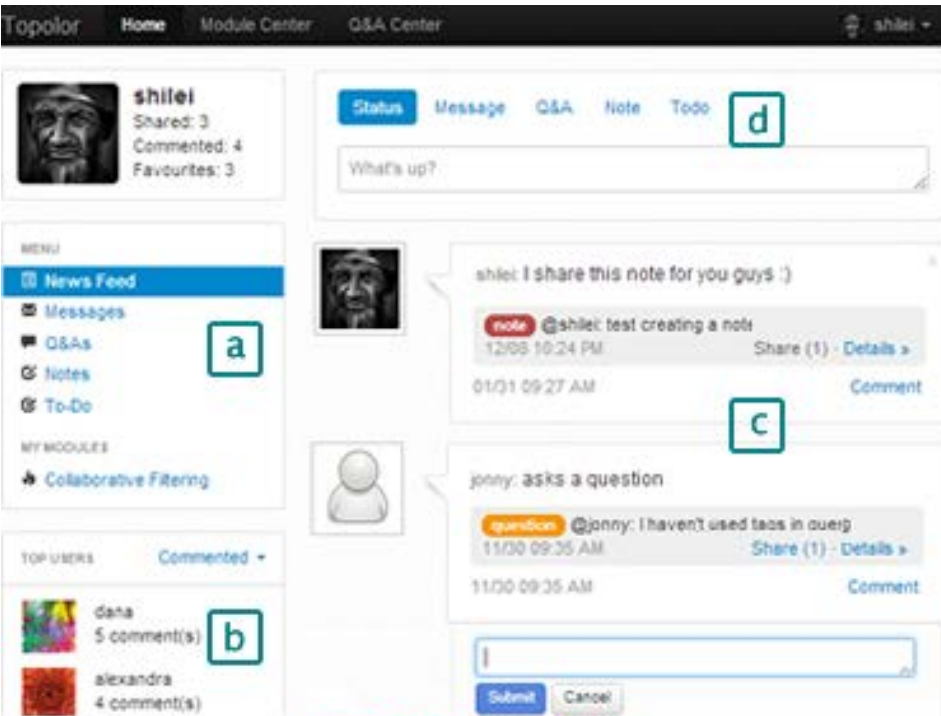 Topolor Home Module Center Q&A Center shilei
shilei
Shared: 3
Commented: 4
Favourites: 3
MENU
News Feed
Messages
Q&As
Notes
To-Do
MY MODULES
Collaborative Filtering
a
TOP USERS Commented
dana
5 comment(s)
alexandra
4 comment(s)
b
Status Message Q&A Note Todo
d
What's up?
shilei: I share this note for you guys :)
note @shilei: test creating a note
12/08 10:24 PM Share (1) · Details »
01/31 09:27 AM Comment
c
jonny: asks a question
question @jonny: I haven't used tags in
11/30 09:35 AM Share (1) · Details »
11/30 09:35 AM Comment
Submit Cancel